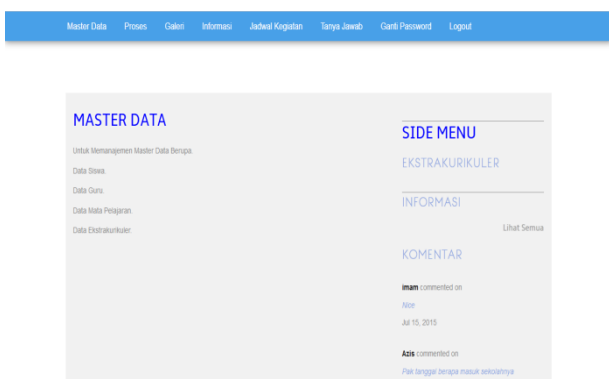 Master Data Proses Galeri Informasi Jadwal Kegiatan Tanya Jawab Ganti Password Logout
MASTER DATA
Untuk Memanajemen Master Data Berupa:
Data Siswa.
Data Guru.
Data Mata Pelajaran.
Data Ekstrakurikuler.
SIDE MENU
EKSTRAKURIKULER
INFORMASI
Lihat Semua
KOMENTAR
imam commented on
Nice
Jul 15, 2015
Azis commented on
Pak tanggal berapa masuk sekolahnya